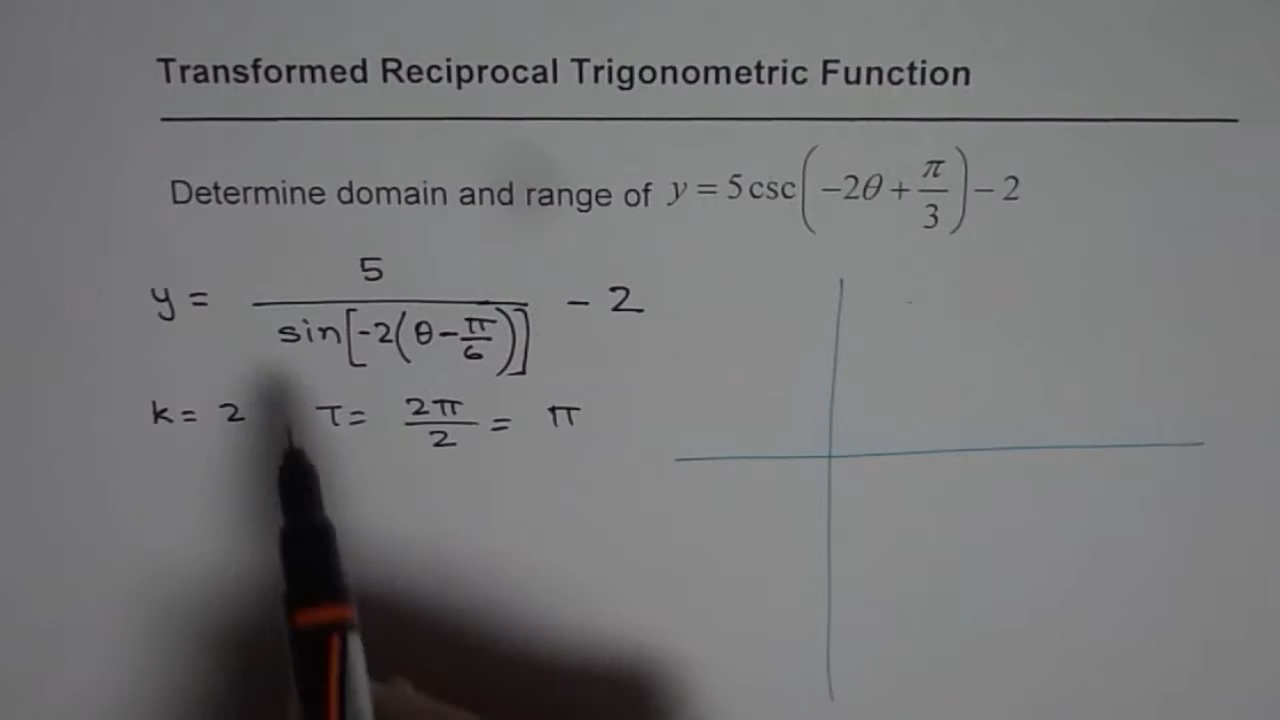 Transformed Reciprocal Trigonometric Function
Determine domain and range of y = 5 csc(−2θ + π/3) − 2
y = 5 / sin[-2(θ - π/6)] - 2
k = 2 T = 2π/2 = π